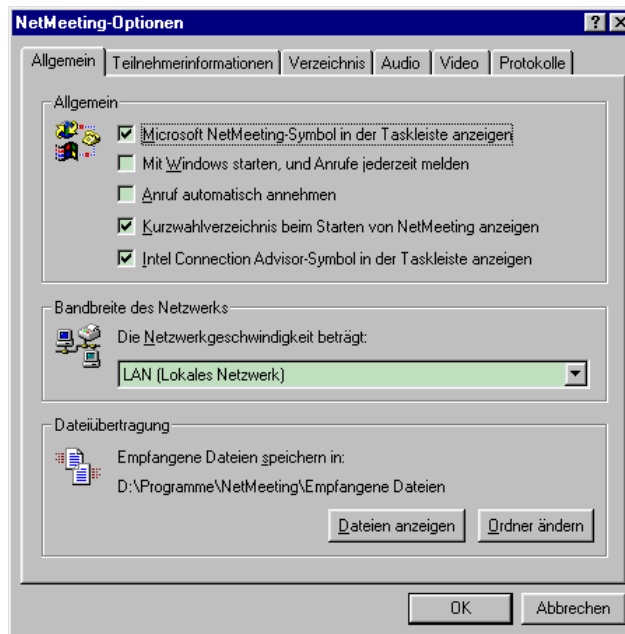 NetMeeting-Optionen
Allgemein Teilnehmerinformationen Verzeichnis Audio Video Protokolle
Allgemein
Microsoft NetMeeting-Symbol in der Taskleiste anzeigen
Mit Windows starten, und Anrufe jederzeit melden
Anruf automatisch annehmen
Kurzwahlverzeichnis beim Starten von NetMeeting anzeigen
Intel Connection Advisor-Symbol in der Taskleiste anzeigen
Bandbreite des Netzwerks
Die Netzwerkgeschwindigkeit beträgt:
LAN (Lokales Netzwerk)
Dateiübertragung
Empfangene Dateien speichern in:
D:\Programme\NetMeeting\Empfangene Dateien
Dateien anzeigen Ordner ändern
OK Abbrechen